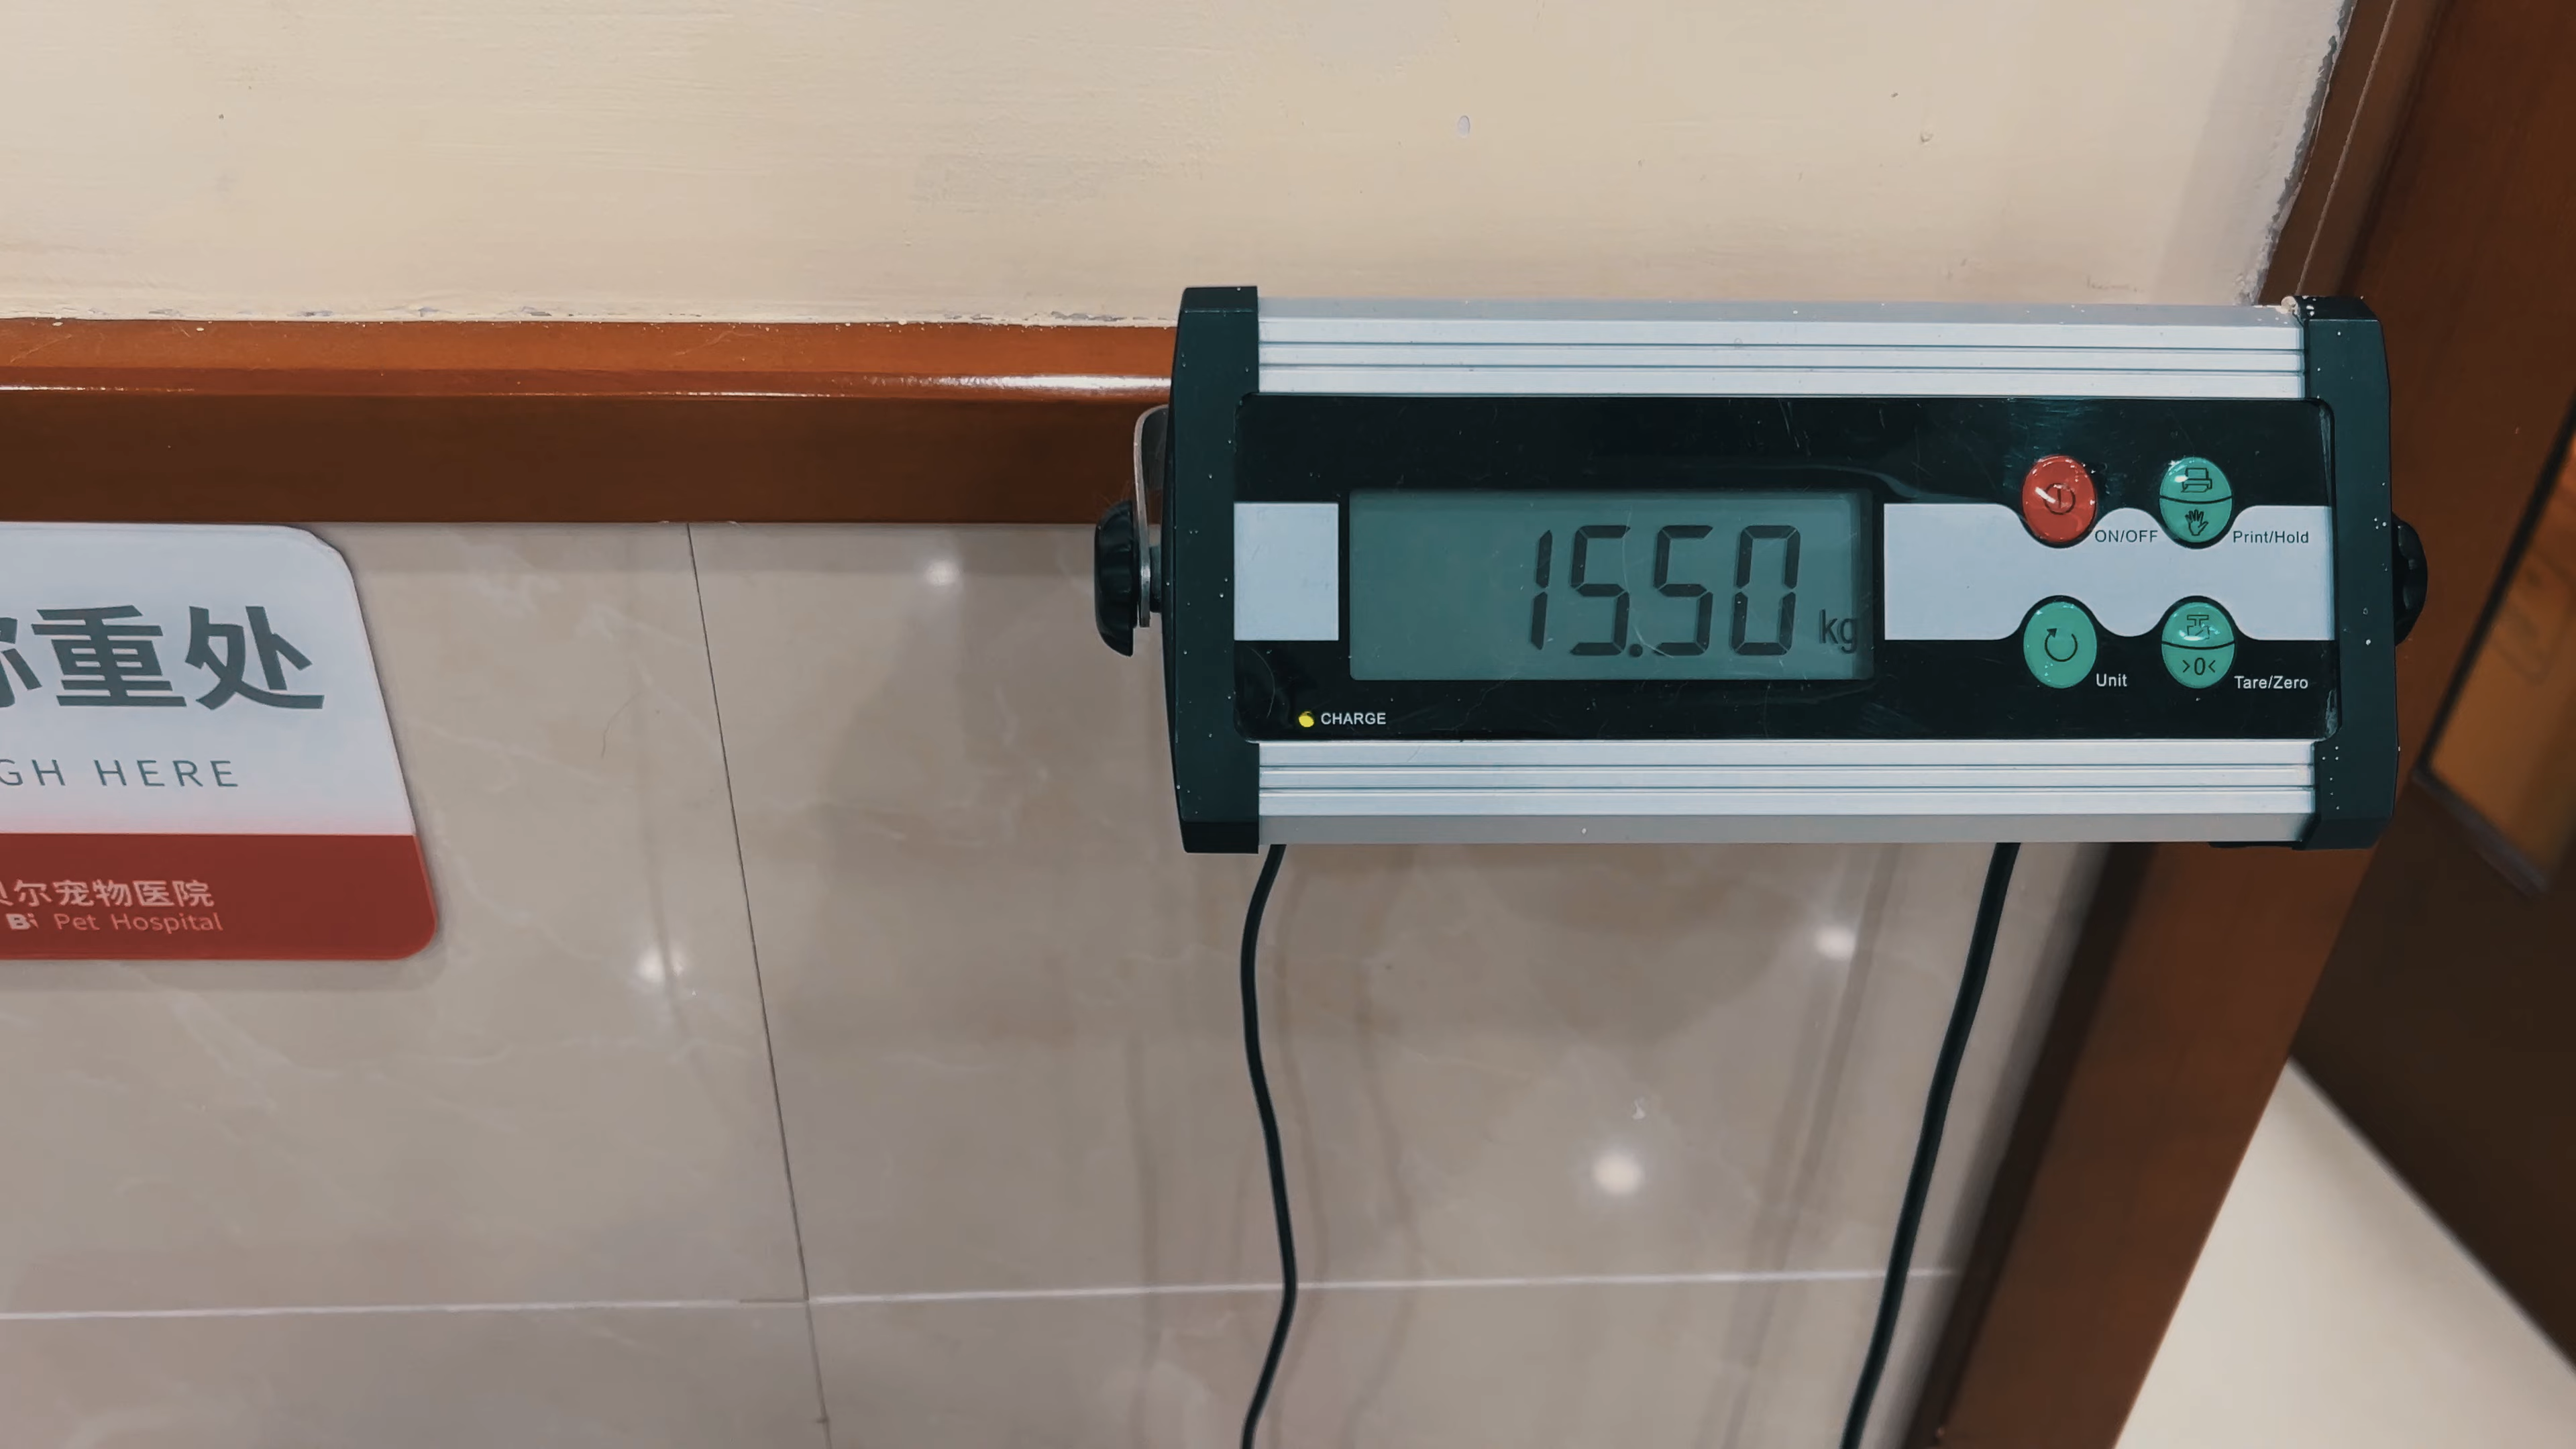 重处
GH HERE
尔宠物医院
Bi Pet Hospital
15.50 kg
ON/OFF
Print/Hold
Unit
>0<
Tare/Zero
CHARGE